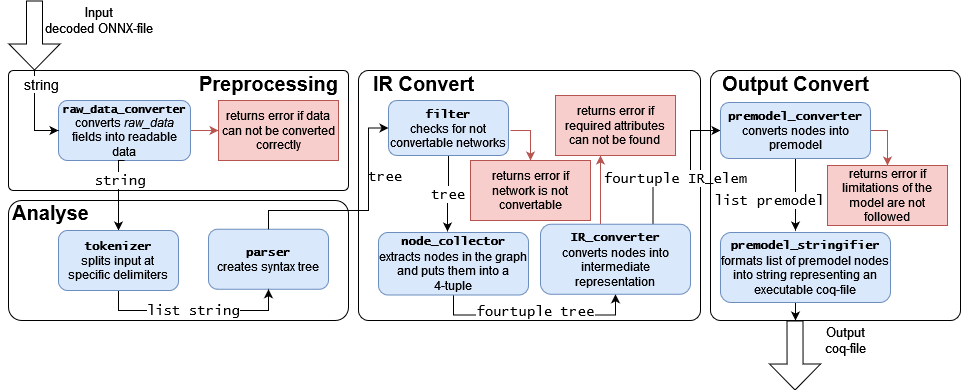 Input
decoded ONNX-file
string
Preprocessing
raw_data_converter
converts raw_data
fields into readable
data
returns error if data
can not be converted
correctly
string
Analyse
tokenizer
splits input at
specific delimiters
parser
creates syntax tree
list string
tree
IR Convert
filter
checks for not
convertable networks
returns error if
network is not
convertable
returns error if
required attributes
can not be found
tree
fourtuple IR_elem
node_collector
extracts nodes in the graph
and puts them into a
4-tuple
IR_converter
converts nodes into
intermediate
representation
fourtuple tree
Output Convert
premodel_converter
converts nodes into
premodel
returns error if
limitations of the
model are not
followed
list premodel
premodel_stringifier
formats list of premodel nodes
into string representing an
executable coq-file
Output
coq-file